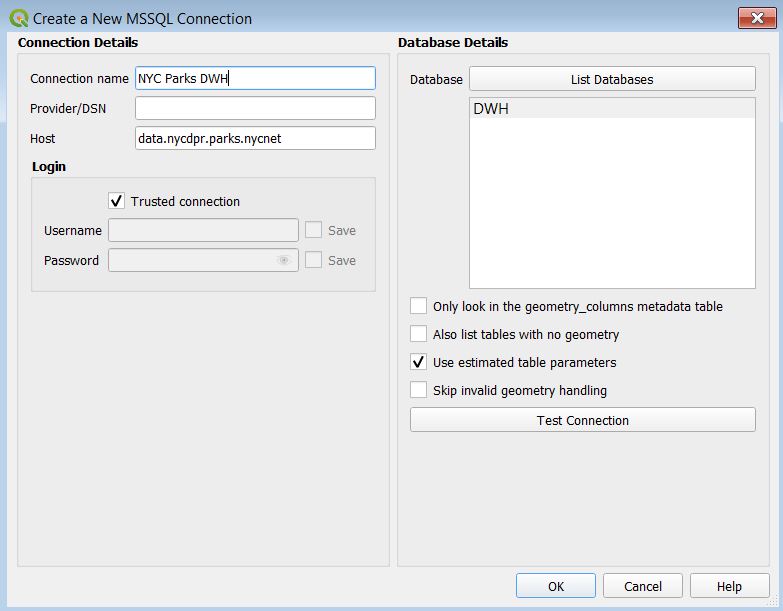 Create a New MSSQL Connection
Connection Details
Connection name NYC Parks DWH
Provider/DSN
Host data.nycdpr.parks.nycnet
Login
Trusted connection
Username Save
Password Save
Database Details
Database List Databases
DWH
Only look in the geometry_columns metadata table
Also list tables with no geometry
Use estimated table parameters
Skip invalid geometry handling
Test Connection
OK Cancel Help